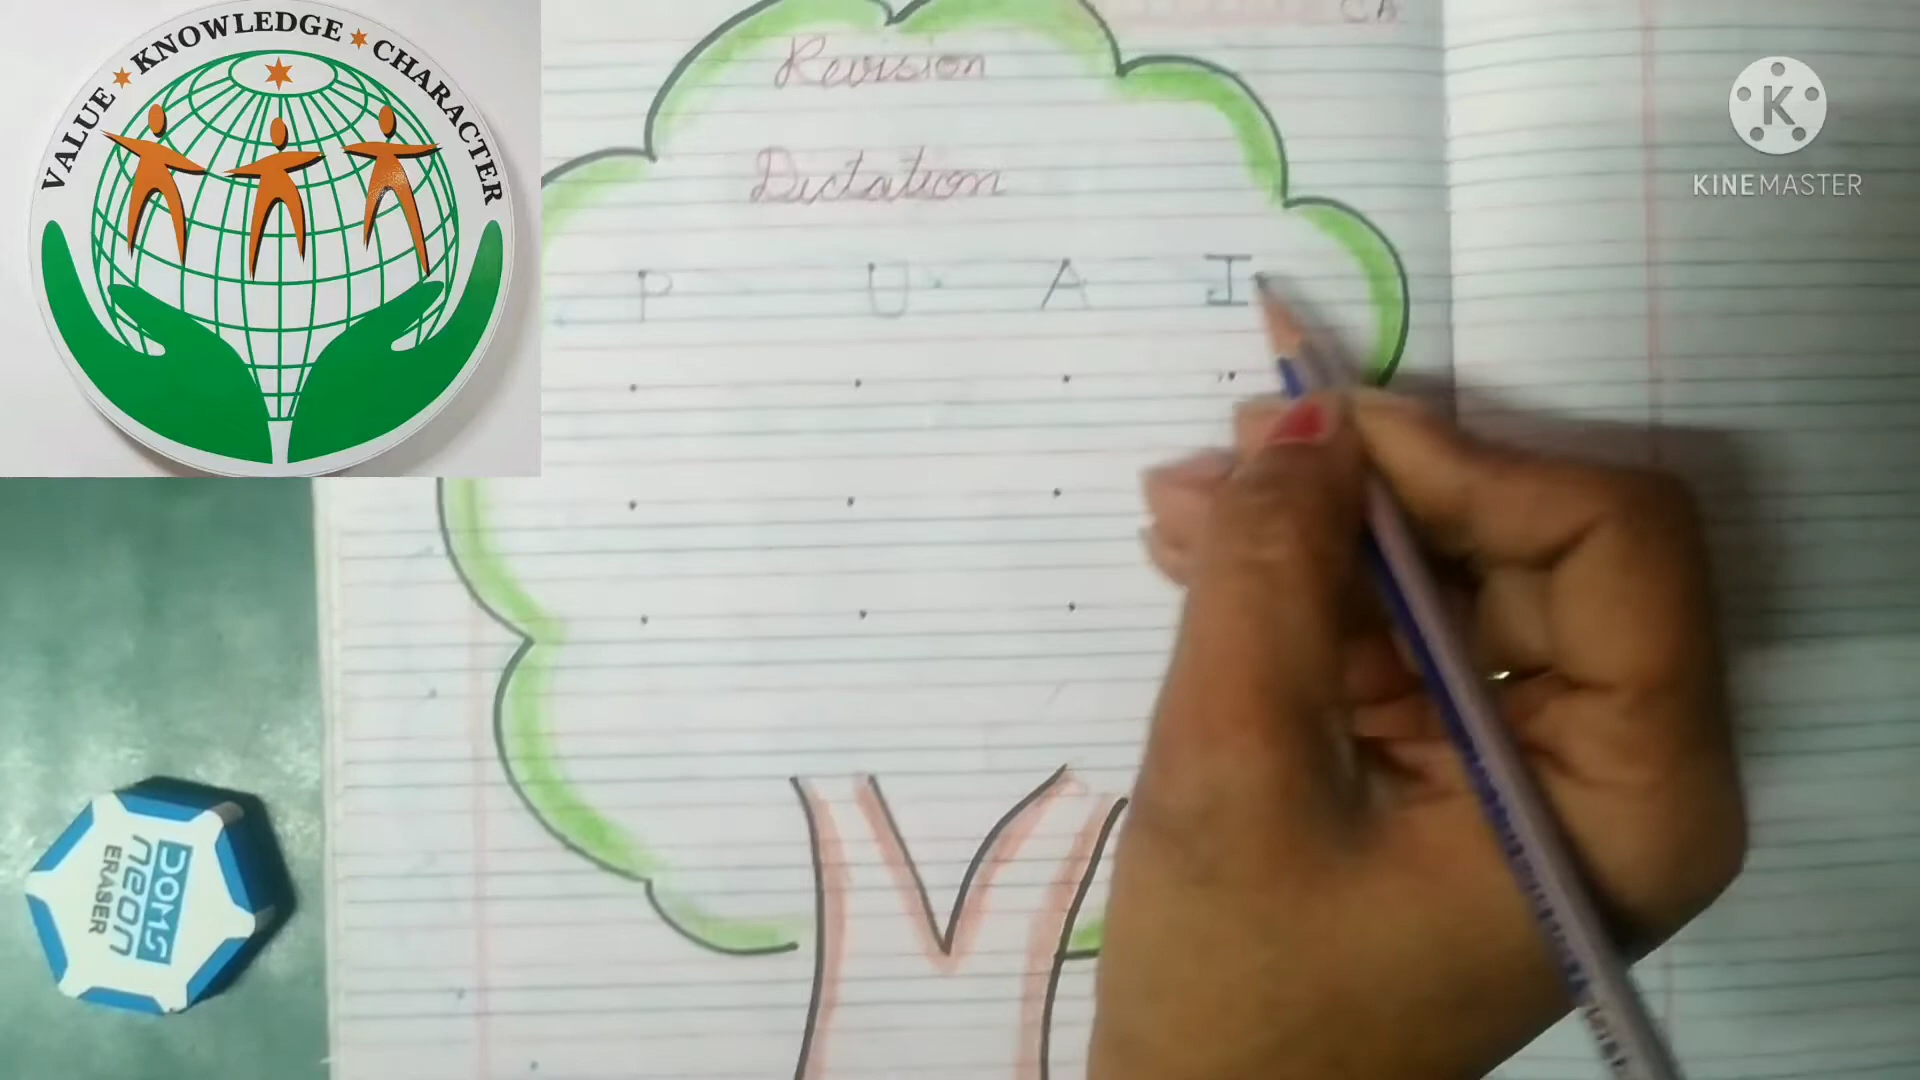 VALUE ✶ KNOWLEDGE ✶ CHARACTER
Revision
Dictation
P U A I
KINEMASTER
DOMS
neon
ERASER